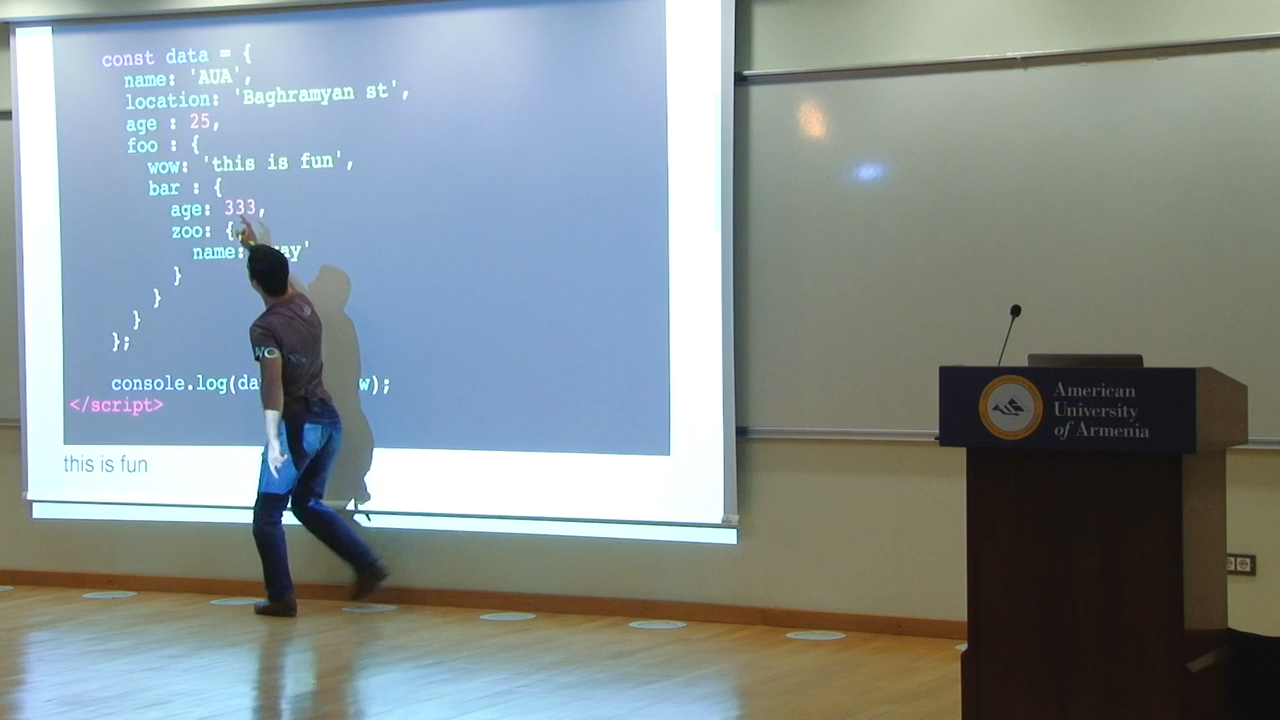 const data = {
name: 'AUA',
location: 'Baghramyan st',
age : 25,
foo : {
wow: 'this is fun',
bar : {
age: 333,
zoo: {
name:
}
}
}
};
console.log(da w);
</script>
this is fun
American
University
of Armenia